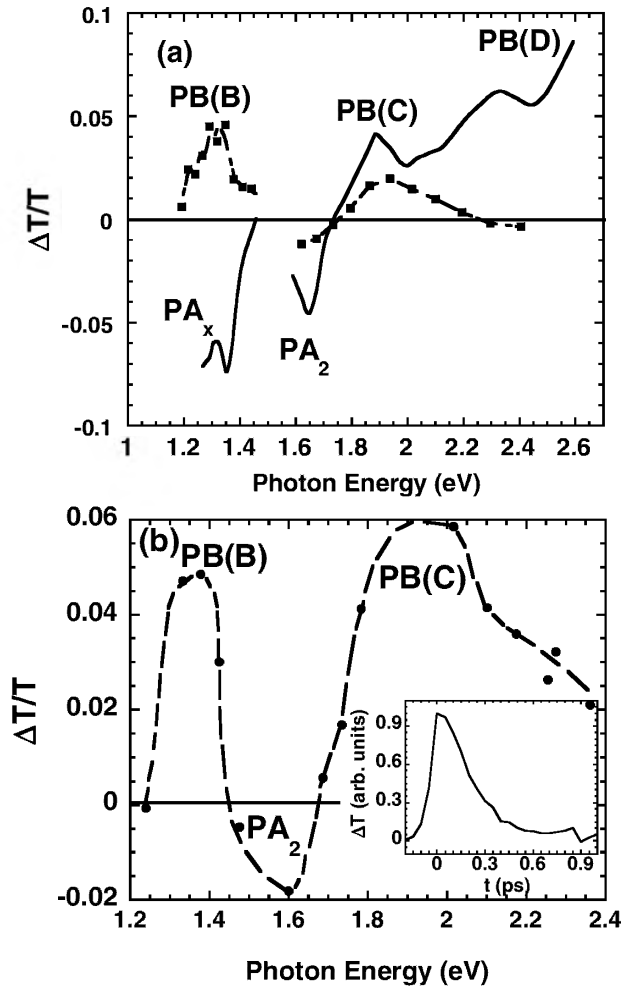 0.1
(a)
PB(D)
PB(B)
0.05
PB(C)
ΔT/T
0
PAx
-0.05
PA2
-0.1
1 1.2 1.4 1.6 1.8 2 2.2 2.4 2.6
Photon Energy (eV)
0.06
(b)
PB(B)
PB(C)
0.04
ΔT/T
0.02
ΔT (arb. units)
0.9
0.6
0.3
0
0 0.3 0.6 0.9
t (ps)
0
PA2
-0.02
1.2 1.4 1.6 1.8 2 2.2 2.4
Photon Energy (eV)